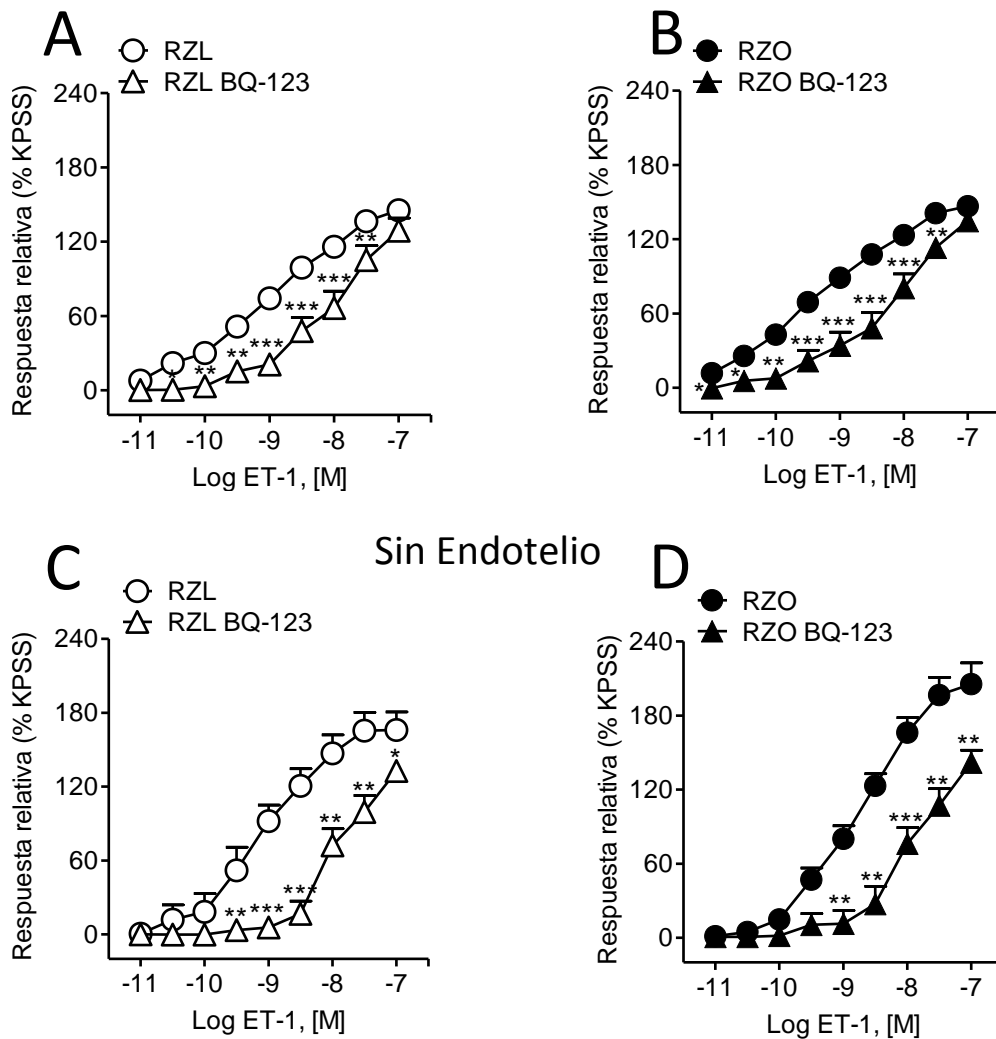 A
RZL
RZL BQ-123
Respuesta relativa (% KPSS)
240
180
120
60
0
* ** ** *** *** *** **
-11 -10 -9 -8 -7
Log ET-1, [M]
B
RZO
RZO BQ-123
Respuesta relativa (% KPSS)
240
180
120
60
0
* * ** *** *** *** *** **
-11 -10 -9 -8 -7
Log ET-1, [M]
Sin Endotelio
C
RZL
RZL BQ-123
Respuesta relativa (% KPSS)
240
180
120
60
0
** *** *** ** ** *
-11 -10 -9 -8 -7
Log ET-1, [M]
D
RZO
RZO BQ-123
Respuesta relativa (% KPSS)
240
180
120
60
0
** ** *** ** **
-11 -10 -9 -8 -7
Log ET-1, [M]